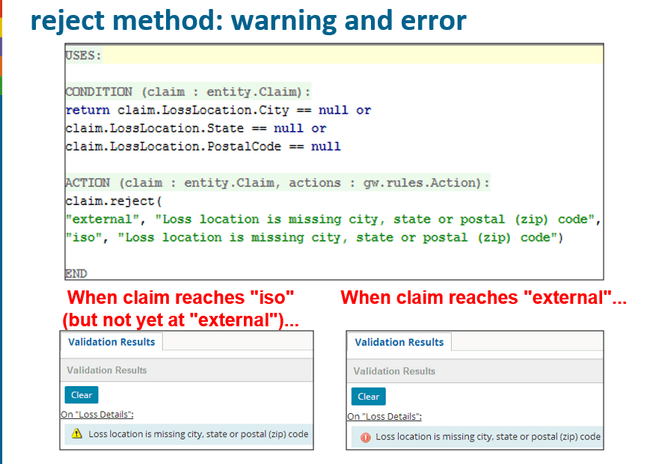 reject method: warning and error
USES:
CONDITION (claim : entity.Claim):
return claim.LossLocation.City == null or
claim.LossLocation.State == null or
claim.LossLocation.PostalCode == null
ACTION (claim : entity.Claim, actions : gw.rules.Action):
claim.reject(
"external", "Loss location is missing city, state or postal (zip) code",
"iso", "Loss location is missing city, state or postal (zip) code")
END
When claim reaches "iso"
(but not yet at "external")...
Validation Results
Validation Results
Clear
On "Loss Details":
Loss location is missing city, state or postal (zip) code
When claim reaches "external"...
Validation Results
Validation Results
Clear
On "Loss Details":
Loss location is missing city, state or postal (zip) code